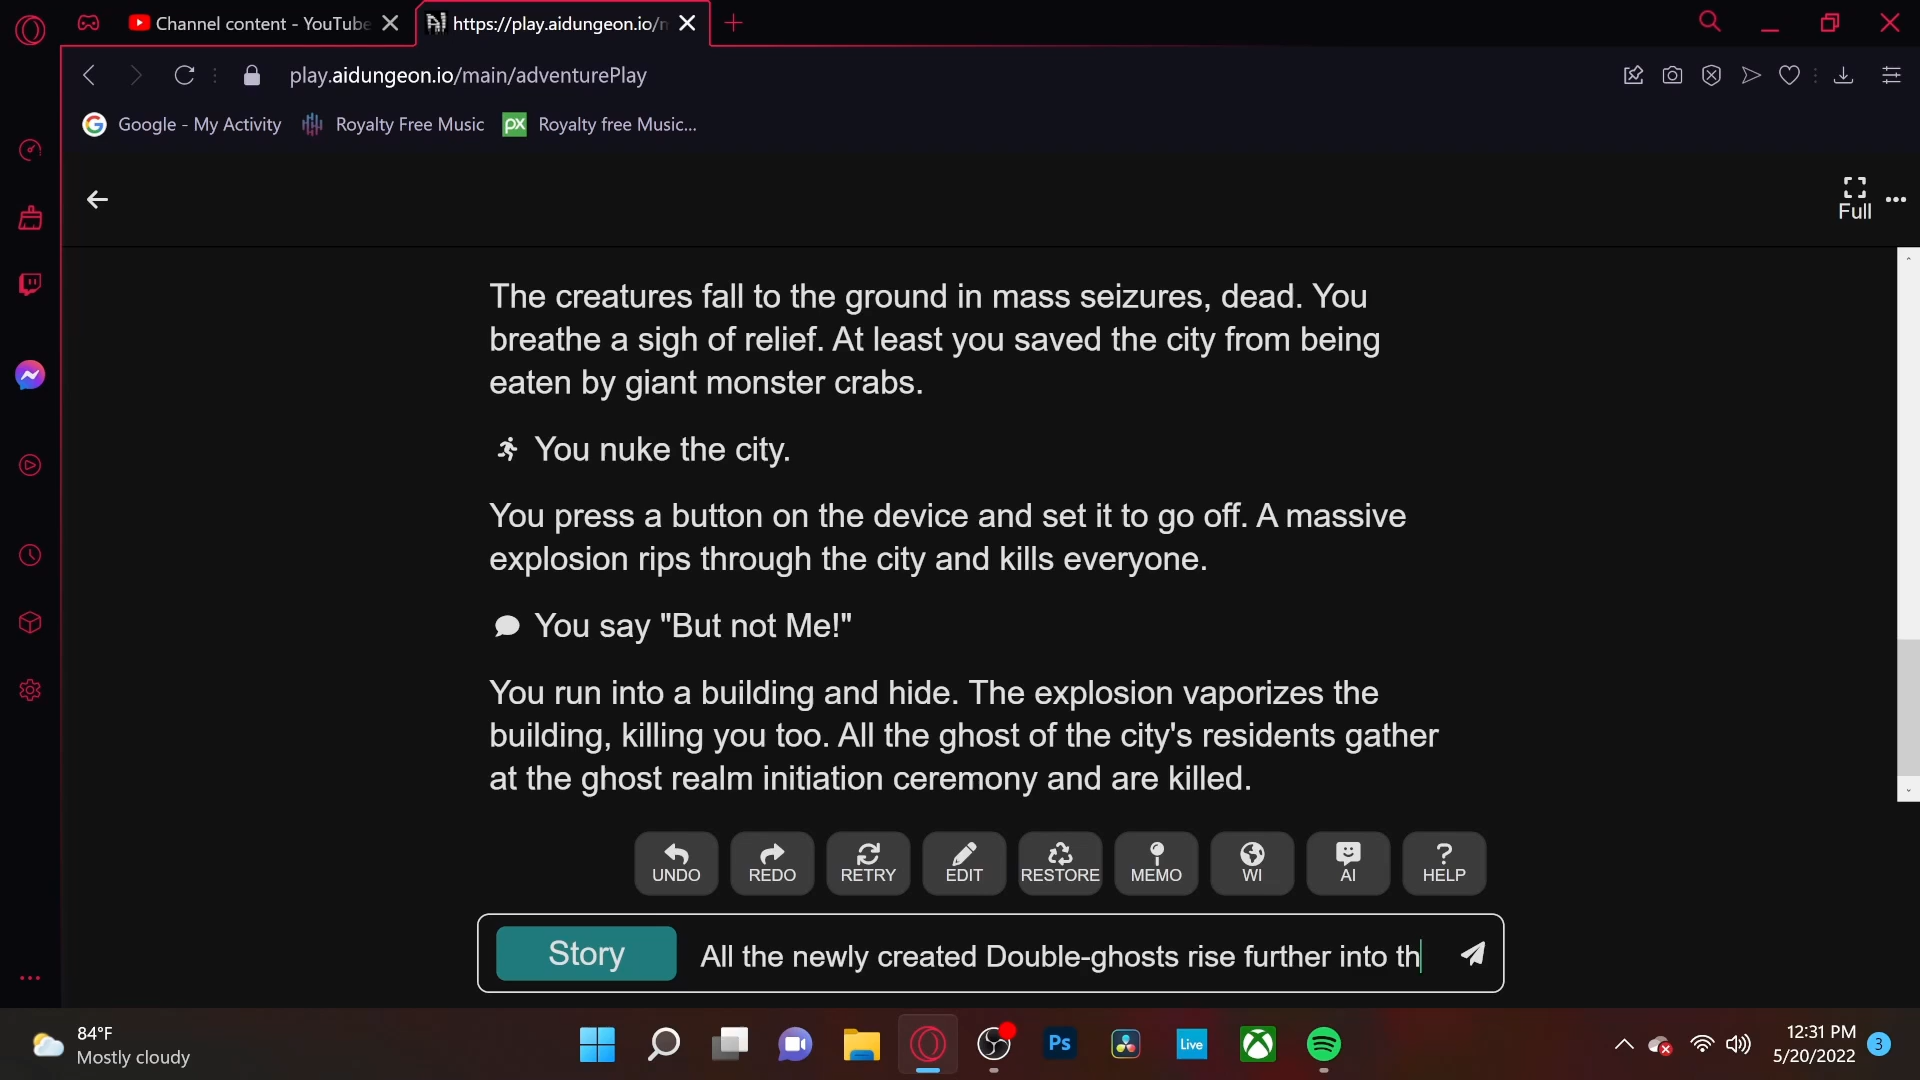 Channel content - YouTube
https://play.aidungeon.io/m
play.aidungeon.io/main/adventurePlay
Google - My Activity
Royalty Free Music
px
Royalty free Music...
Full
The creatures fall to the ground in mass seizures, dead. You
breathe a sigh of relief. At least you saved the city from being
eaten by giant monster crabs.
You nuke the city.
You press a button on the device and set it to go off. A massive
explosion rips through the city and kills everyone.
You say "But not Me!"
You run into a building and hide. The explosion vaporizes the
building, killing you too. All the ghost of the city's residents gather
at the ghost realm initiation ceremony and are killed.
UNDO
REDO
RETRY
EDIT
RESTORE
MEMO
WI
AI
HELP
Story
All the newly created Double-ghosts rise further into th
84°F
Mostly cloudy
Ps
Live
12:31 PM
5/20/2022
3